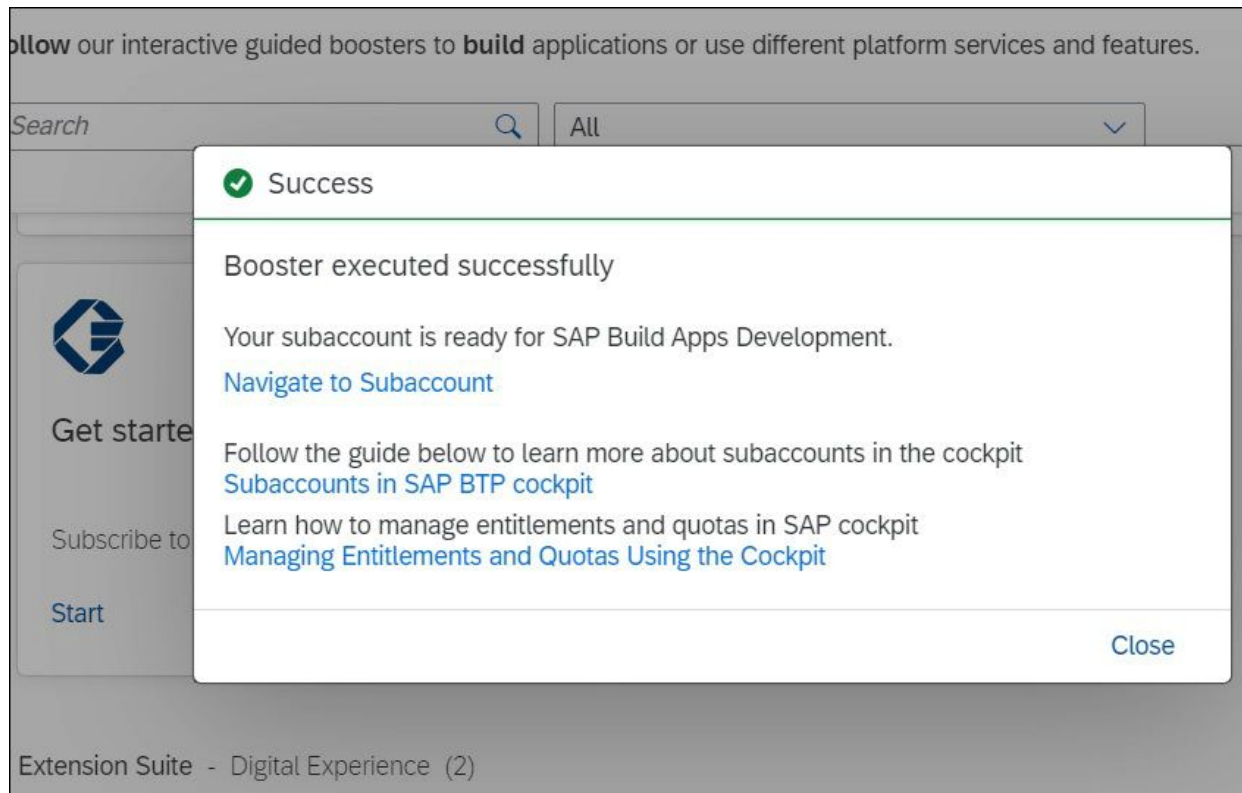 ollow our interactive guided boosters to build applications or use different platform services and features.
Search
All
Success
Booster executed successfully
Your subaccount is ready for SAP Build Apps Development.
Navigate to Subaccount
Get starte
Follow the guide below to learn more about subaccounts in the cockpit
Subaccounts in SAP BTP cockpit
Learn how to manage entitlements and quotas in SAP cockpit
Subscribe to
Managing Entitlements and Quotas Using the Cockpit
Start
Close
Extension Suite - Digital Experience (2)